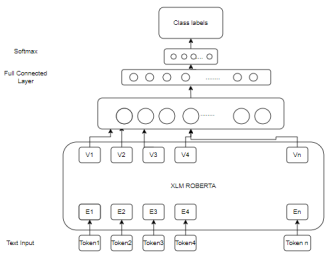 Class labels
Softmax
Full Connected
Layer
V1 V2 V3 V4 Vn
XLM ROBERTA
E1 E2 E3 E4 En
Text Input Token1 Token2 Token3 Token4 Token n